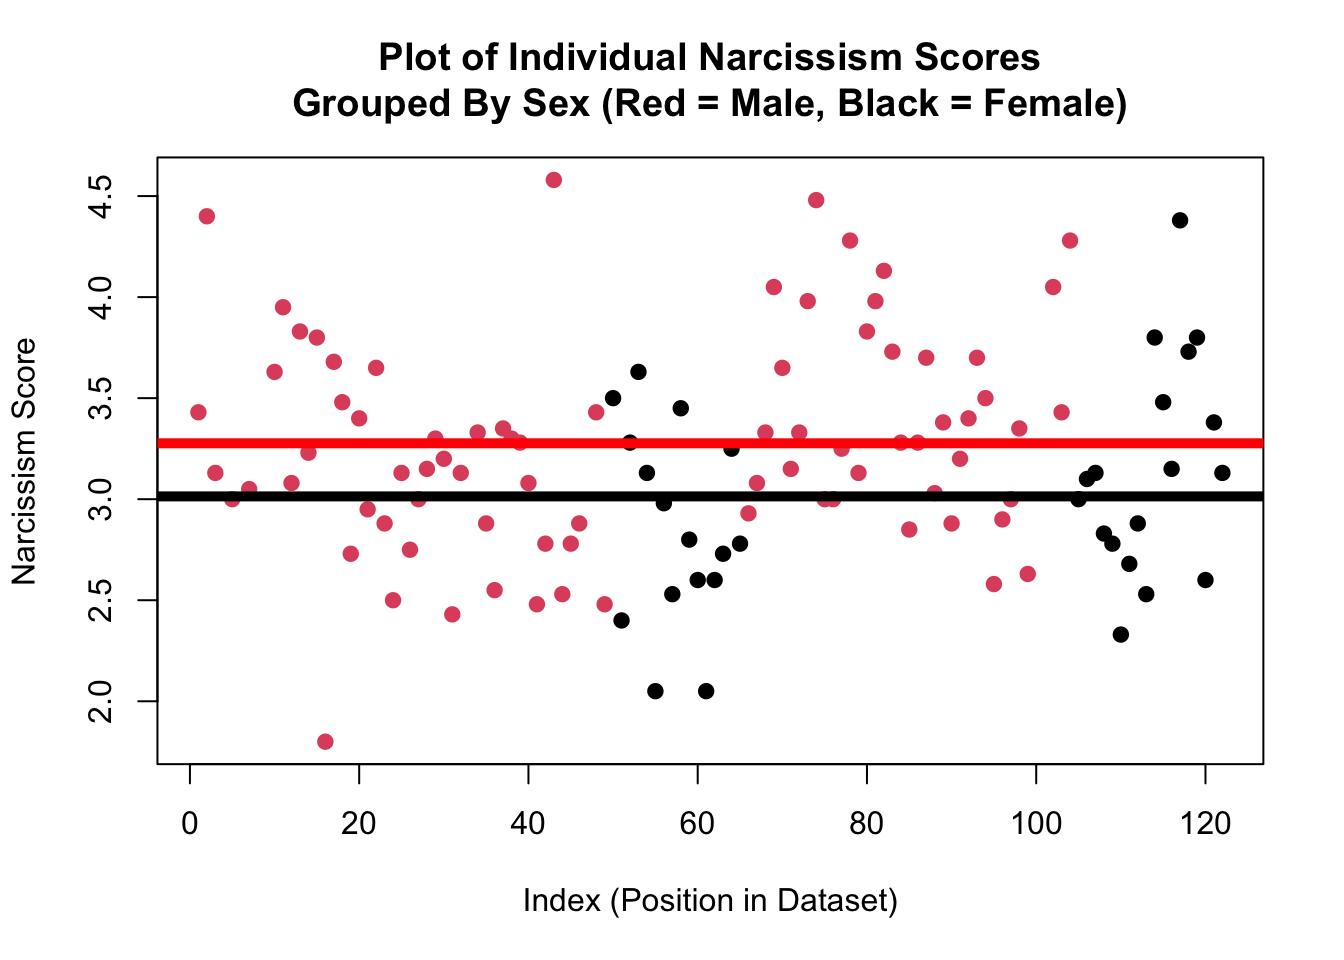 Plot of Individual Narcissism Scores
Grouped By Sex (Red = Male, Black = Female)
Narcissism Score
4.5
4.0
3.5
3.0
2.5
2.0
0 20 40 60 80 100 120
Index (Position in Dataset)